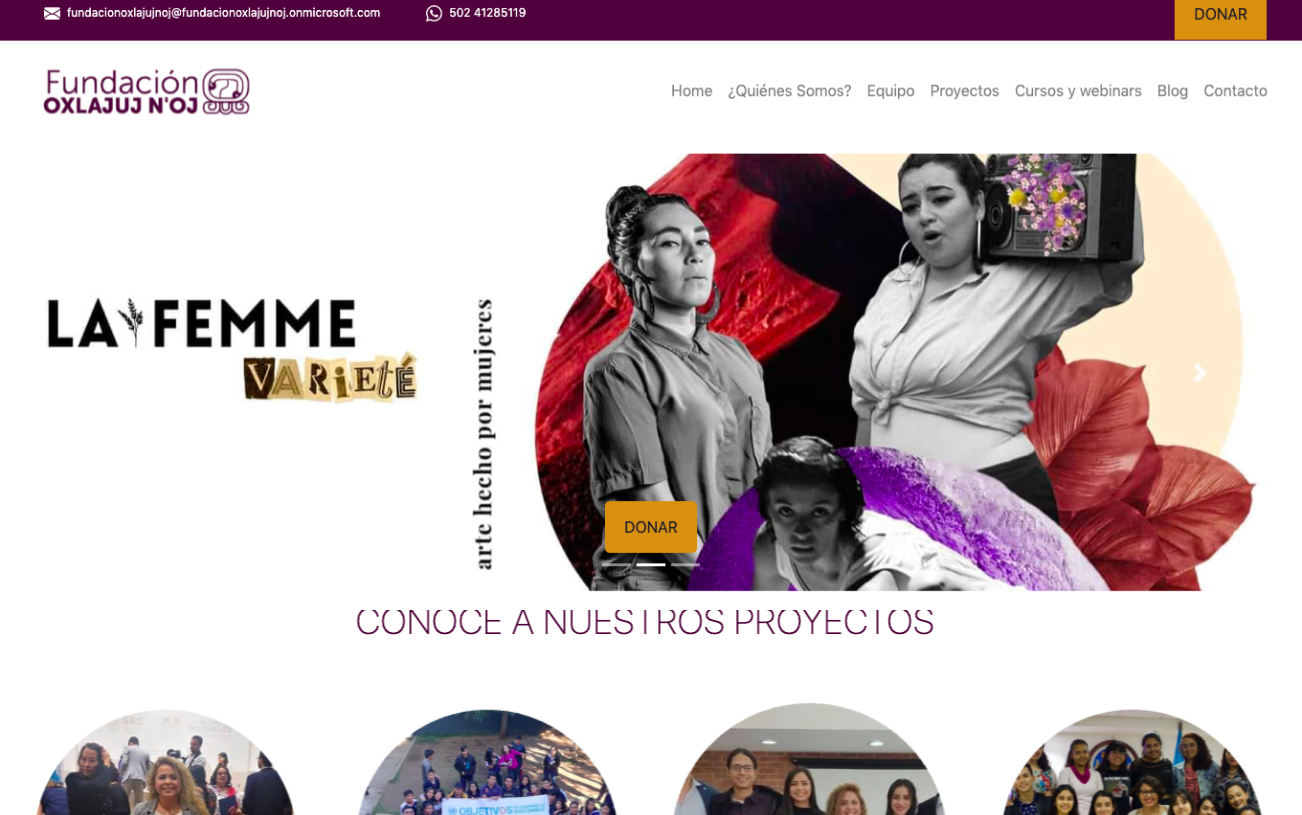 fundacionoxlajujnoj@fundacionoxlajujnoj.onmicrosoft.com
502 41285119
DONAR
Fundación
OXLAJUJ N'OJ
Home ¿Quiénes Somos? Equipo Proyectos Cursos y webinars Blog Contacto
LA FEMME
VARIETÉ
arte hecho por mujeres
DONAR
CONOCE A NUESTROS PROYECTOS
OBJETIVOS